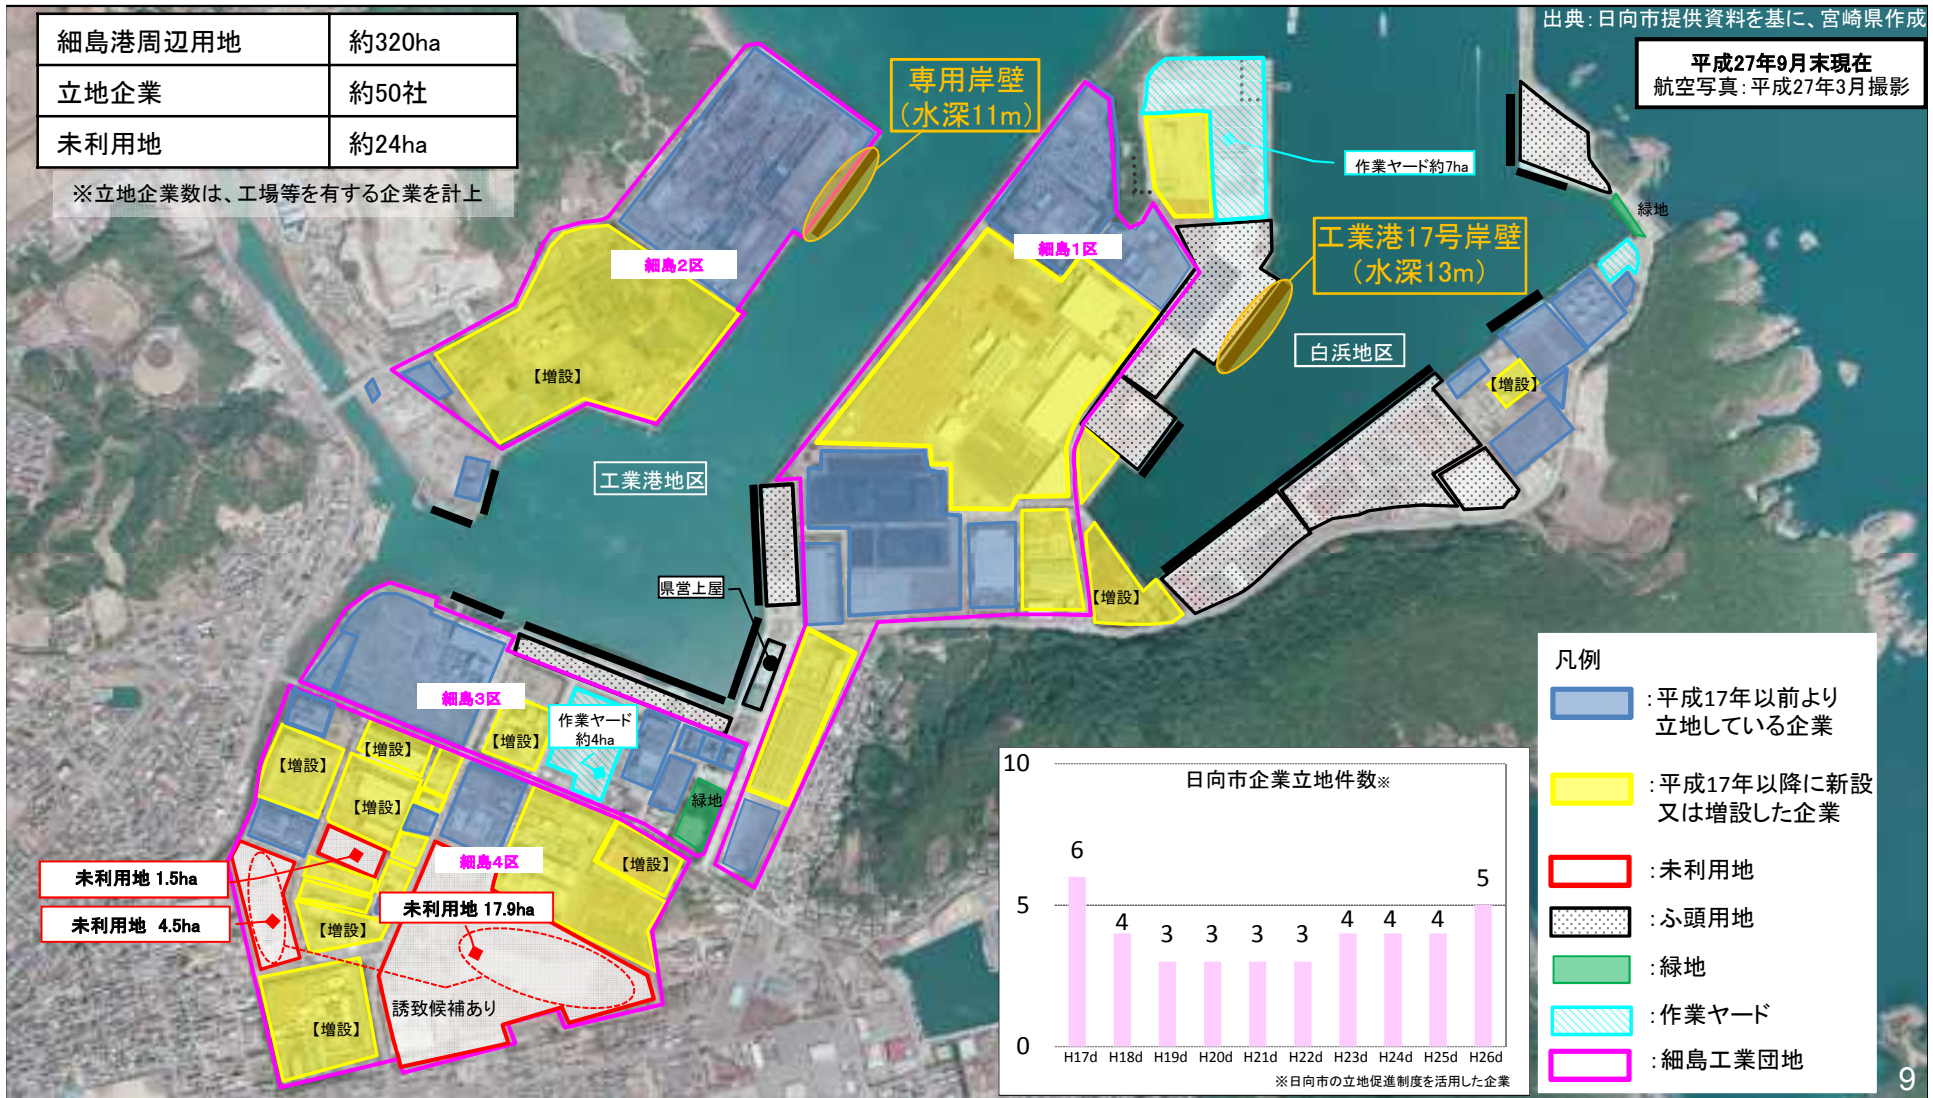 出典：日向市提供資料を基に、宮崎県作成
平成27年9月末現在
航空写真：平成27年3月撮影
細島港周辺用地 約320ha
立地企業 約50社
未利用地 約24ha
※立地企業数は、工場等を有する企業を計上
専用岸壁
（水深11m）
作業ヤード約7ha
緑地
工業港17号岸壁
（水深13m）
細島2区
細島1区
白浜地区
【増設】
【増設】
工業港地区
県営上屋
【増設】
細島3区
作業ヤード
約4ha
【増設】
【増設】
【増設】
【増設】
緑地
細島4区
【増設】
未利用地 1.5ha
未利用地 17.9ha
未利用地 4.5ha
【増設】
誘致候補あり
【増設】
日向市企業立地件数※
10
5
0
6
4
3
3
3
3
4
4
4
5
H17d H18d H19d H20d H21d H22d H23d H24d H25d H26d
※日向市の立地促進制度を活用した企業
凡例
：平成17年以前より
立地している企業
：平成17年以降に新設
又は増設した企業
：未利用地
：ふ頭用地
：緑地
：作業ヤード
：細島工業団地
9